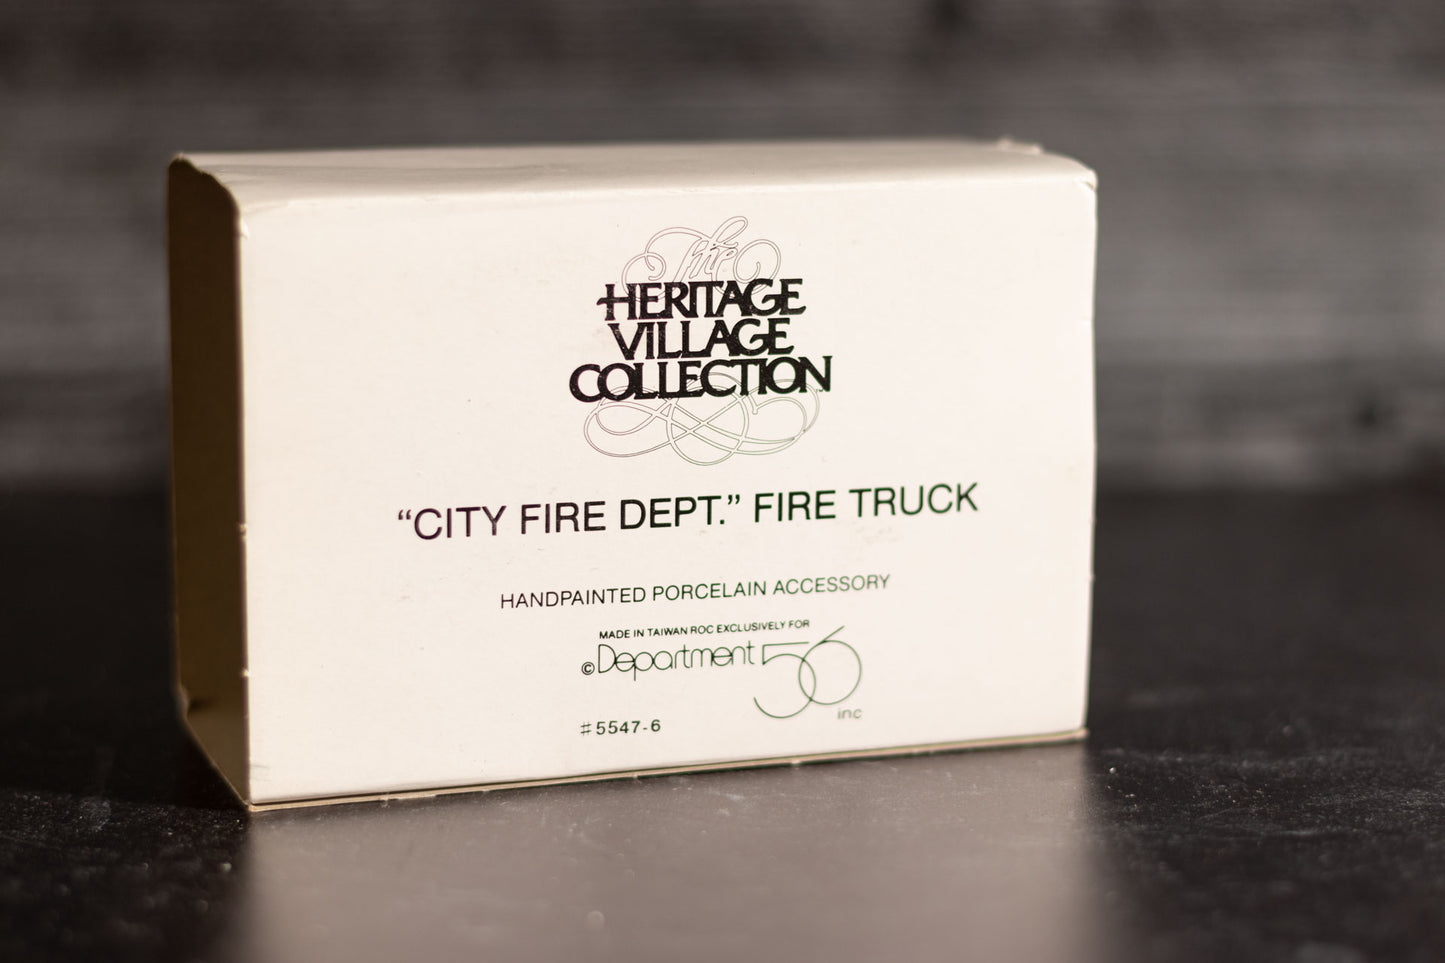 The
HERITAGE
VILLAGE
COLLECTION
“CITY FIRE DEPT.” FIRE TRUCK
HANDPAINTED PORCELAIN ACCESSORY
MADE IN TAIWAN ROC EXCLUSIVELY FOR
©Department 56
inc
#5547-6